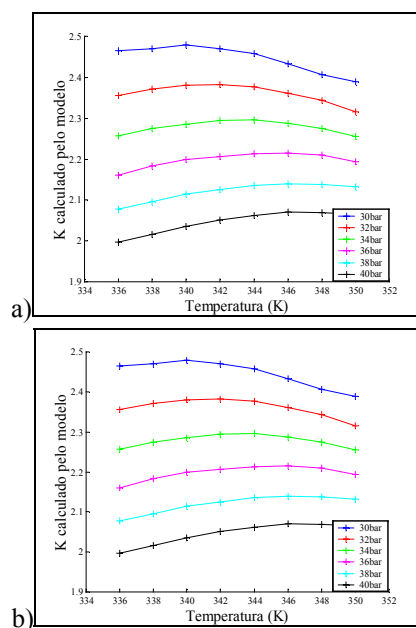 2.5
2.4
2.3
2.2
2.1
2
1.9
K calculado pelo modelo
334 336 338 340 342 344 346 348 350 352
Temperatura (K)
30bar
32bar
34bar
36bar
38bar
40bar
a)
2.5
2.4
2.3
2.2
2.1
2
1.9
K calculado pelo modelo
334 336 338 340 342 344 346 348 350 352
Temperatura (K)
30bar
32bar
34bar
36bar
38bar
40bar
b)